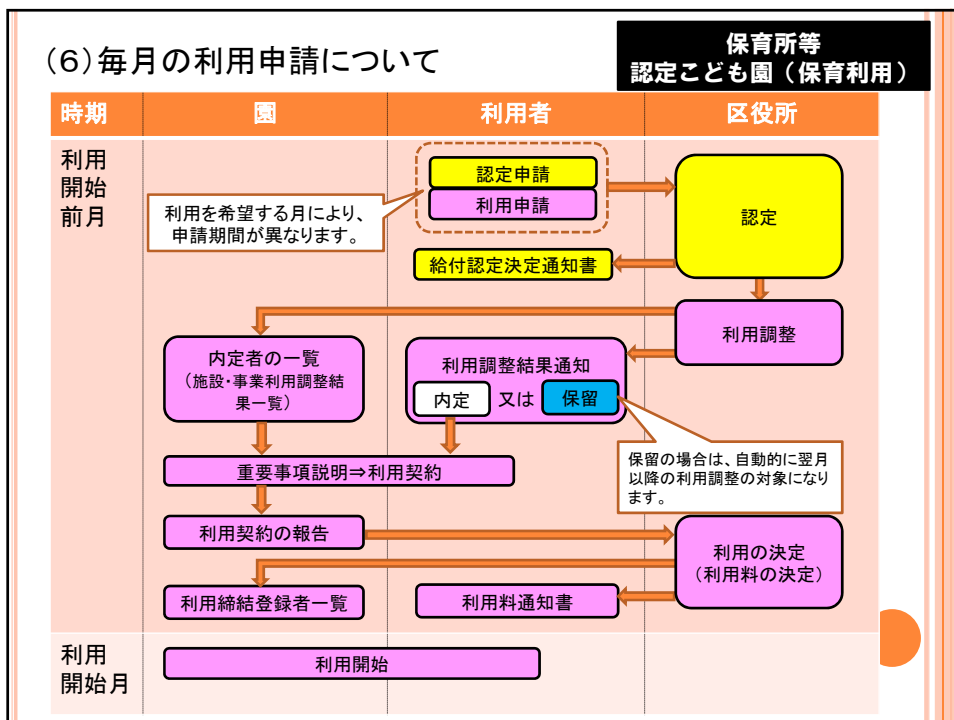 (6)毎月の利用申請について
保育所等
認定こども園(保育利用)
時期
園
利用者
区役所
利用
開始
前月
認定申請
利用申請
利用を希望する月により、
申請期間が異なります。
認定
給付認定決定通知書
利用調整
内定者の一覧
(施設・事業利用調整結
果一覧)
利用調整結果通知
内定 又は 保留
保留の場合は、自動的に翌月
以降の利用調整の対象になり
ます。
重要事項説明⇒利用契約
利用契約の報告
利用の決定
(利用料の決定)
利用締結登録者一覧
利用料通知書
利用
開始月
利用開始